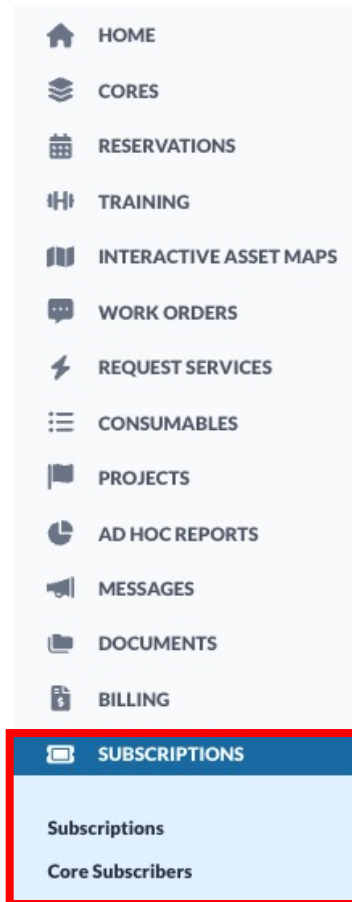 HOME
CORES
RESERVATIONS
TRAINING
INTERACTIVE ASSET MAPS
WORK ORDERS
REQUEST SERVICES
CONSUMABLES
PROJECTS
AD HOC REPORTS
MESSAGES
DOCUMENTS
BILLING
SUBSCRIPTIONS
Subscriptions
Core Subscribers